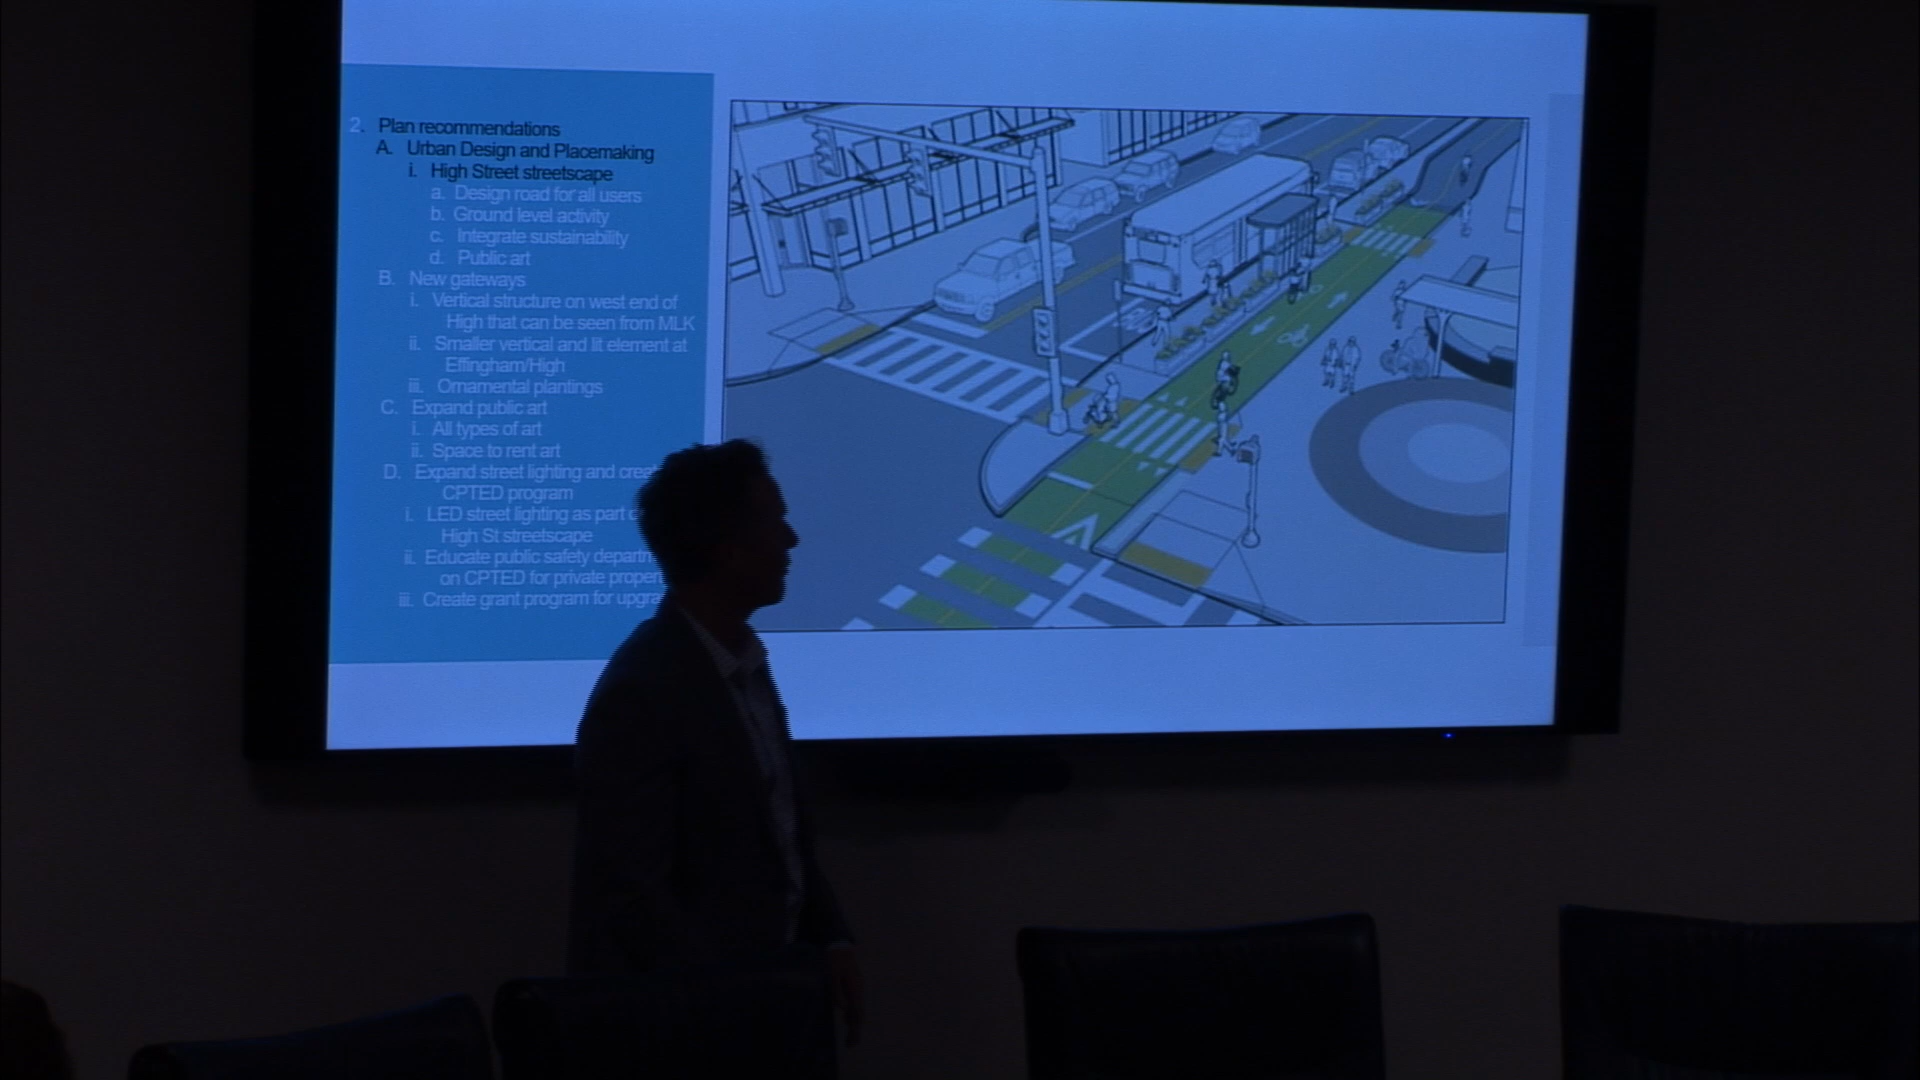 2. Plan recommendations
A. Urban Design and Placemaking
i. High Street streetscape
a. Design road for all users
b. Ground level activity
c. Integrate sustainability
d. Public art
B. New gateways
i. Vertical structure on west end of
High that can be seen from MLK
ii. Smaller vertical and lit element at
Effingham/High
iii. Ornamental plantings
C. Expand public art
i. All types of art
ii. Space to rent art
D. Expand street lighting and
CPTED program
i. LED street lighting as part
High St streetscape
ii. Educate public safety
on CPTED for private
iii. Create grant program for